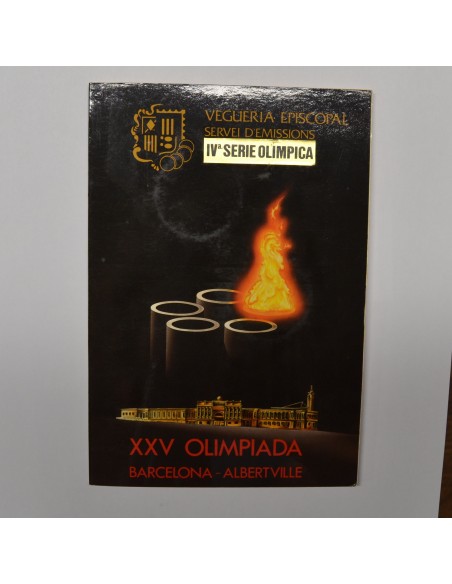 VEGUERIA EPISCOPAL
SERVEI D'EMISSIONS
IVª SERIE OLIMPICA
XXV OLIMPIADA
BARCELONA - ALBERTVILLE